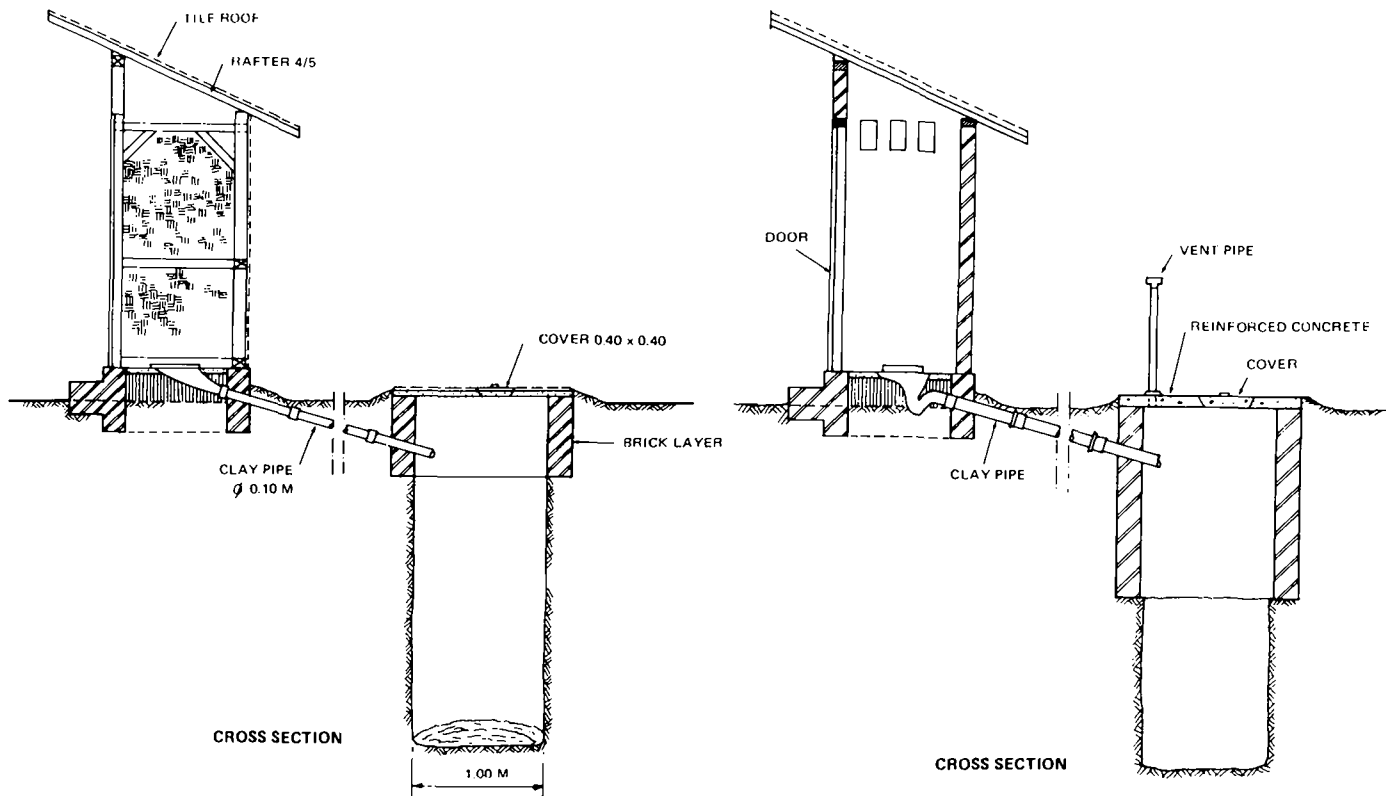 TILE ROOF
RAFTER 4/5
COVER 0.40 x 0.40
BRICK LAYER
CLAY PIPE
Ø 0.10 M
CROSS SECTION
1.00 M
DOOR
VENT PIPE
REINFORCED CONCRETE
COVER
CLAY PIPE
CROSS SECTION